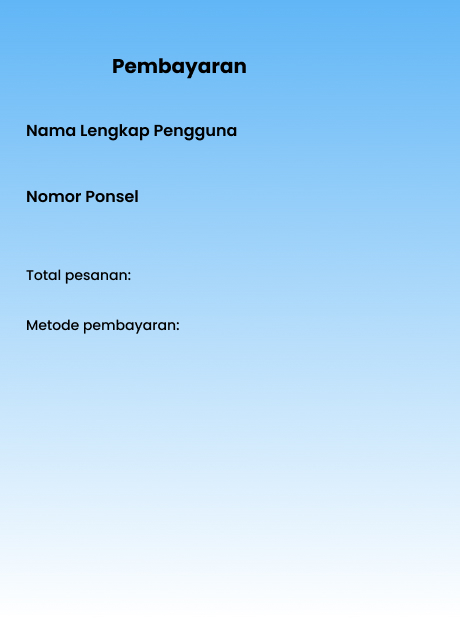 Pembayaran
Nama Lengkap Pengguna
Nomor Ponsel
Total pesanan:
Metode pembayaran: